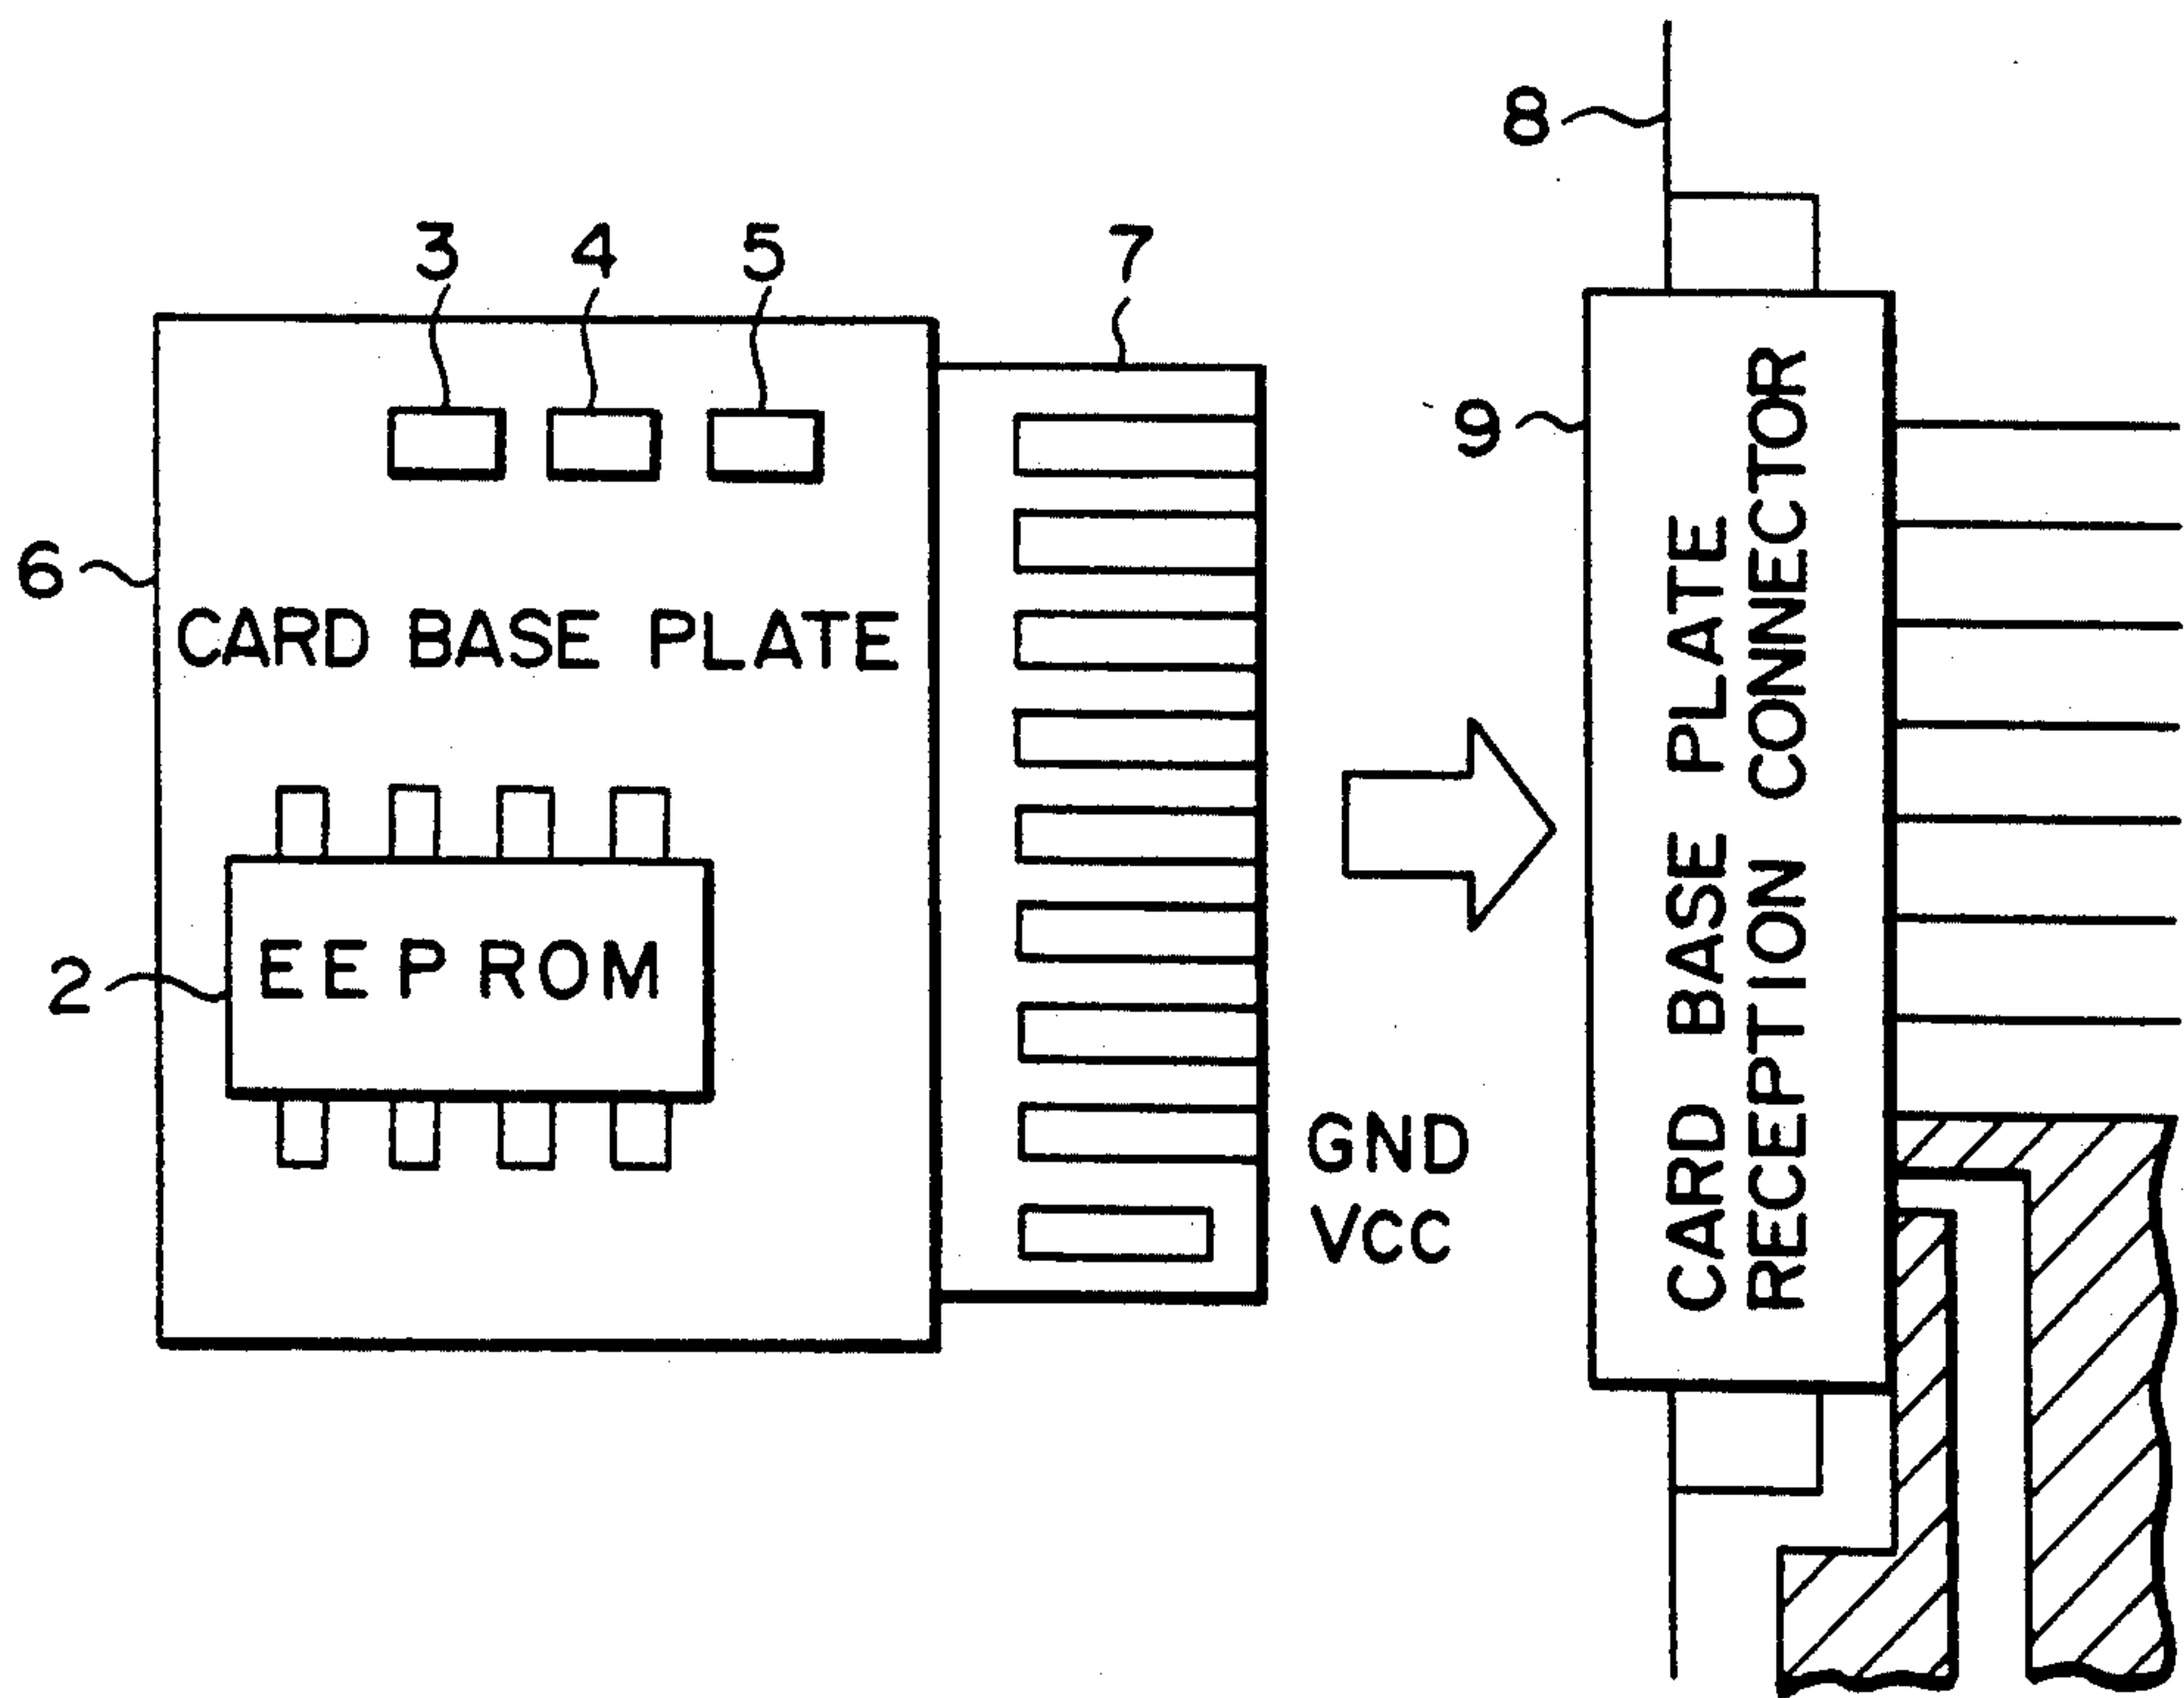 8
3 4 5 7
9
6
CARD BASE PLATE
EEPROM
2
GND
VCC
CARD BASE PLATE
RECEPTION CONNECTOR